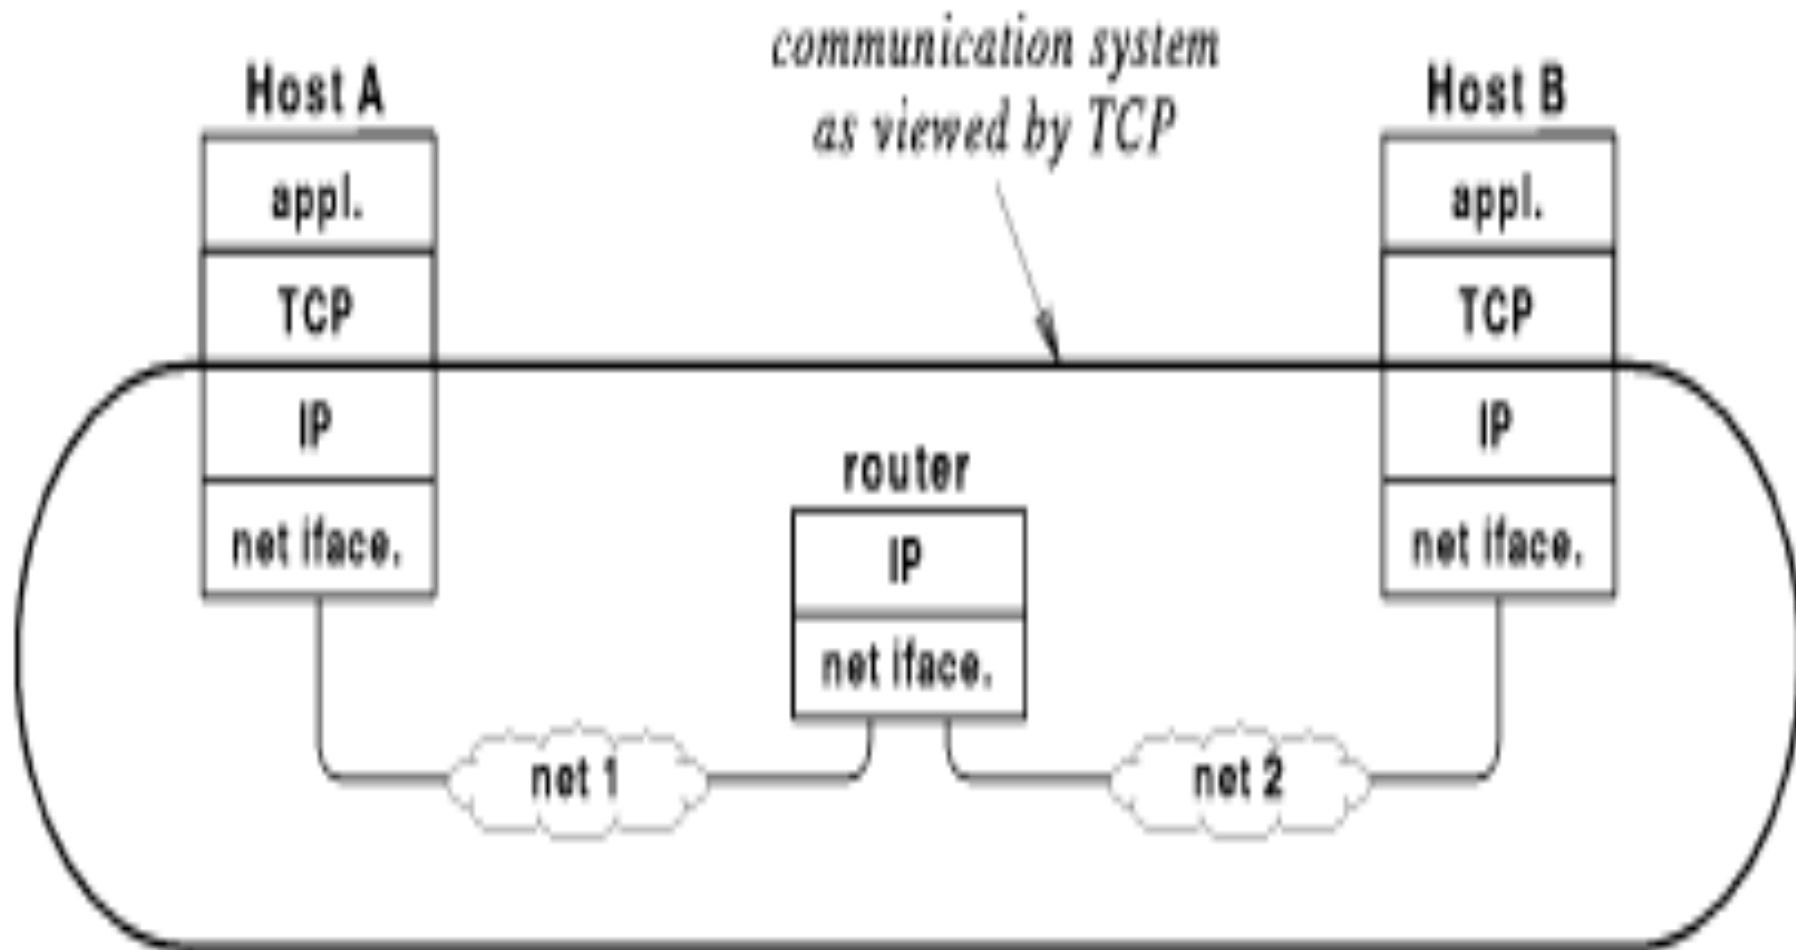 communication system
as viewed by TCP
Host A
appl.
TCP
IP
net iface.
router
IP
net iface.
Host B
appl.
TCP
IP
net iface.
net 1
net 2